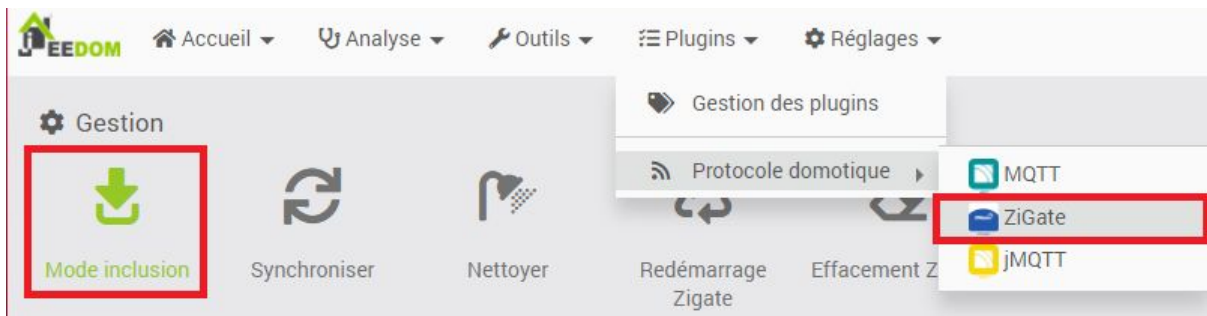 JEEDOM Accueil Analyse Outils Plugins Réglages
Gestion des plugins
Protocole domotique
MQTT
ZiGate
jMQTT
Gestion
Mode inclusion
Synchroniser
Nettoyer
Redémarrage
Zigate
Effacement Z